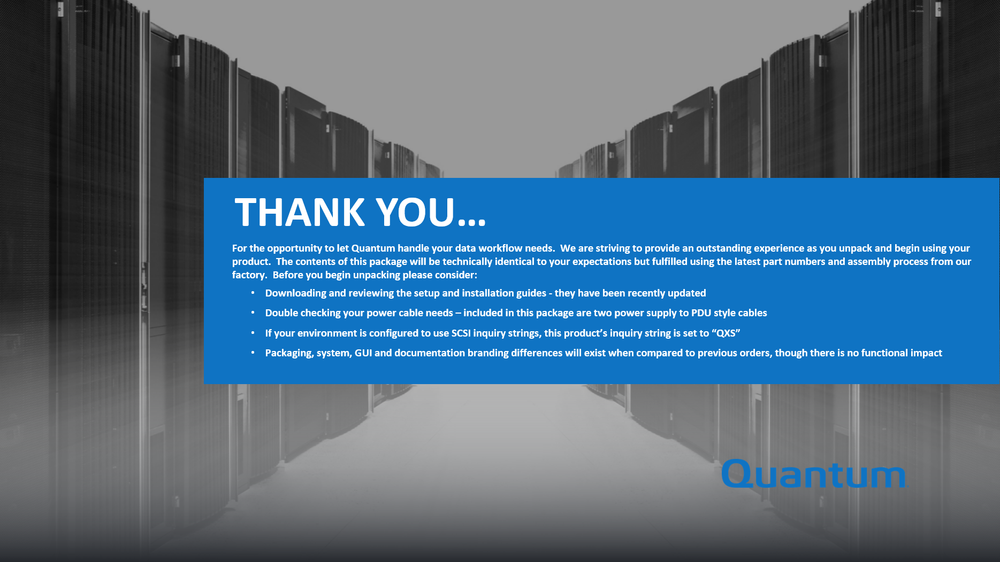 THANK YOU...
For the opportunity to let Quantum handle your data workflow needs.  We are striving to provide an outstanding experience as you unpack and begin using your
product.  The contents of this package will be technically identical to your expectations but fulfilled using the latest part numbers and assembly process from our
factory.  Before you begin unpacking please consider:
• Downloading and reviewing the setup and installation guides - they have been recently updated
• Double checking your power cable needs – included in this package are two power supply to PDU style cables
• If your environment is configured to use SCSI inquiry strings, this product’s inquiry string is set to “QXS”
• Packaging, system, GUI and documentation branding differences will exist when compared to previous orders, though there is no functional impact
Quantum